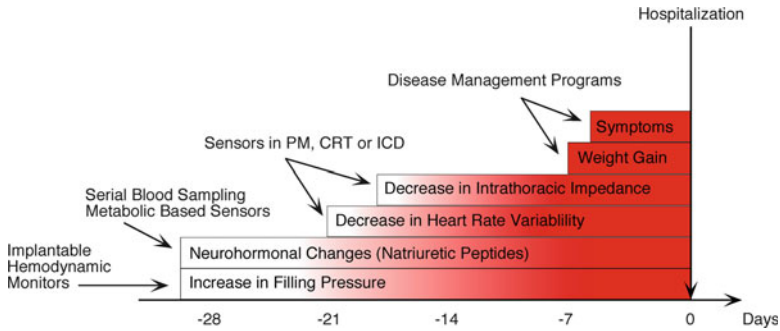 Hospitalization
Disease Management Programs
Symptoms
Sensors in PM, CRT or ICD
Weight Gain
Decrease in Intrathoracic Impedance
Serial Blood Sampling
Metabolic Based Sensors
Decrease in Heart Rate Variablility
Implantable
Hemodynamic
Monitors
Neurohormonal Changes (Natriuretic Peptides)
Increase in Filling Pressure
-28 -21 -14 -7 0 Days